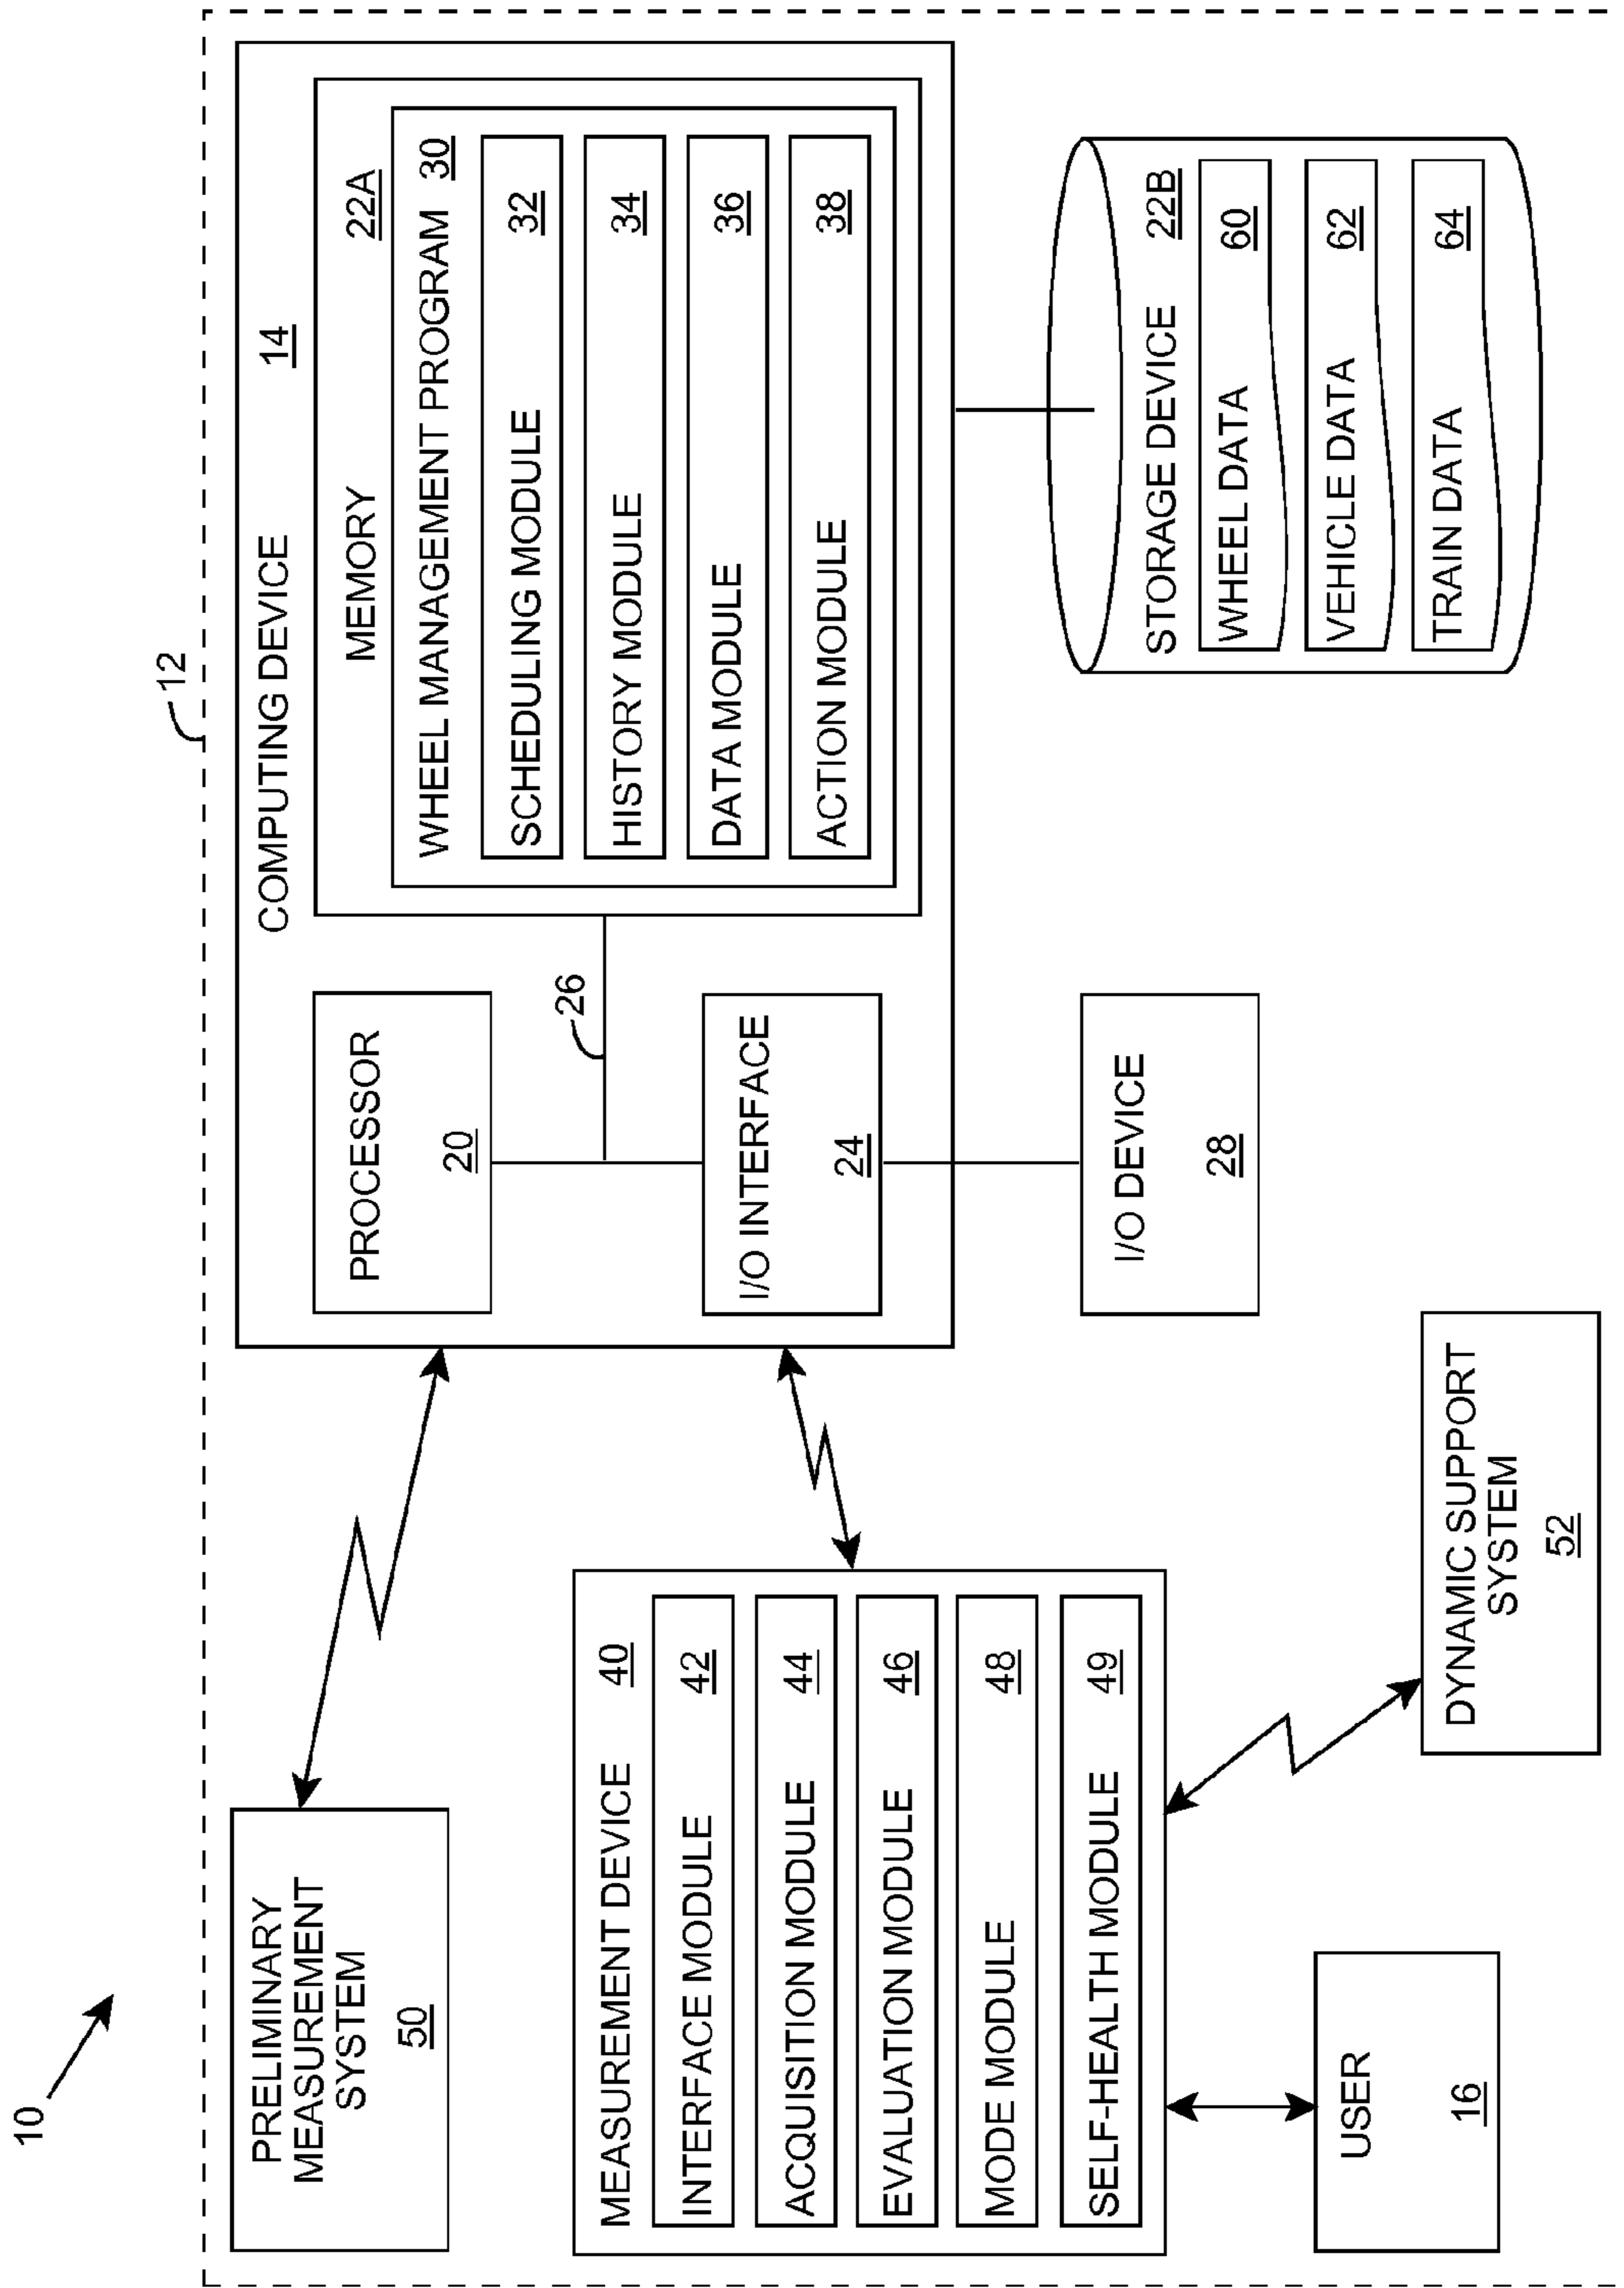 10
12
PRELIMINARY
MEASUREMENT
SYSTEM
50
COMPUTING DEVICE 14
PROCESSOR
20
26
I/O INTERFACE
24
MEMORY 22A
WHEEL MANAGEMENT PROGRAM 30
SCHEDULING MODULE 32
HISTORY MODULE 34
DATA MODULE 36
ACTION MODULE 38
MEASUREMENT DEVICE 40
INTERFACE MODULE 42
ACQUISITION MODULE 44
EVALUATION MODULE 46
MODE MODULE 48
SELF-HEALTH MODULE 49
I/O DEVICE
28
STORAGE DEVICE 22B
WHEEL DATA 60
VEHICLE DATA 62
TRAIN DATA 64
USER
16
DYNAMIC SUPPORT
SYSTEM
52